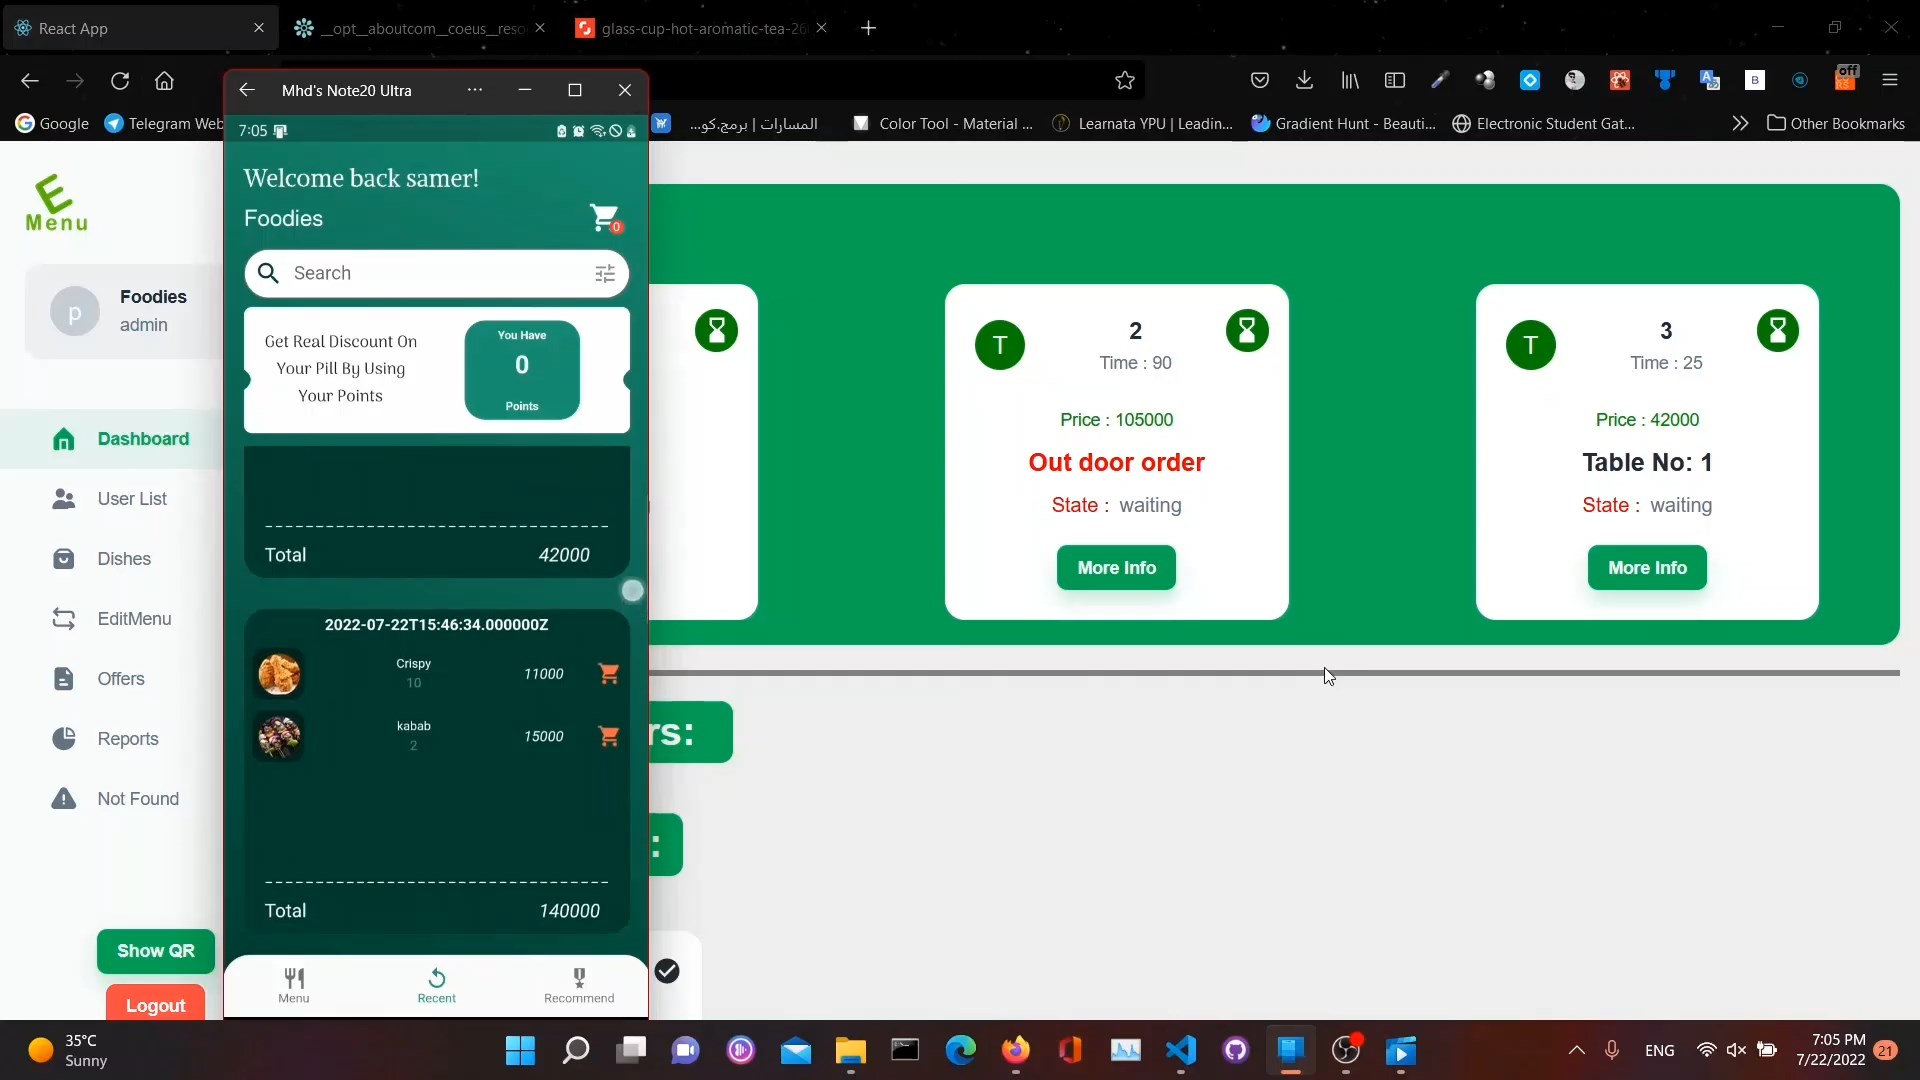 React App
__opt__aboutcom__coeus__reso
glass-cup-hot-aromatic-tea-26
Mhd's Note20 Ultra
off
Google
Telegram Web
المسارات | برمج.كو...
Color Tool - Material ...
Learnata YPU | Leadin...
Gradient Hunt - Beauti...
Electronic Student Gat...
Other Bookmarks
E
Menu
p
Foodies
admin
Dashboard
User List
Dishes
EditMenu
Offers
Reports
Not Found
Show QR
Logout
7:05
Welcome back samer!
Foodies
0
Search
Get Real Discount On
Your Pill By Using
Your Points
You Have
0
Points
Total 42000
2022-07-22T15:46:34.000000Z
Crispy
10
11000
kabab
2
15000
Total 140000
Menu
Recent
Recommend
T
2
Time : 90
Price : 105000
Out door order
State : waiting
More Info
T
3
Time : 25
Price : 42000
Table No: 1
State : waiting
More Info
rs:
:
35°C
Sunny
ENG
7:05 PM
7/22/2022
21